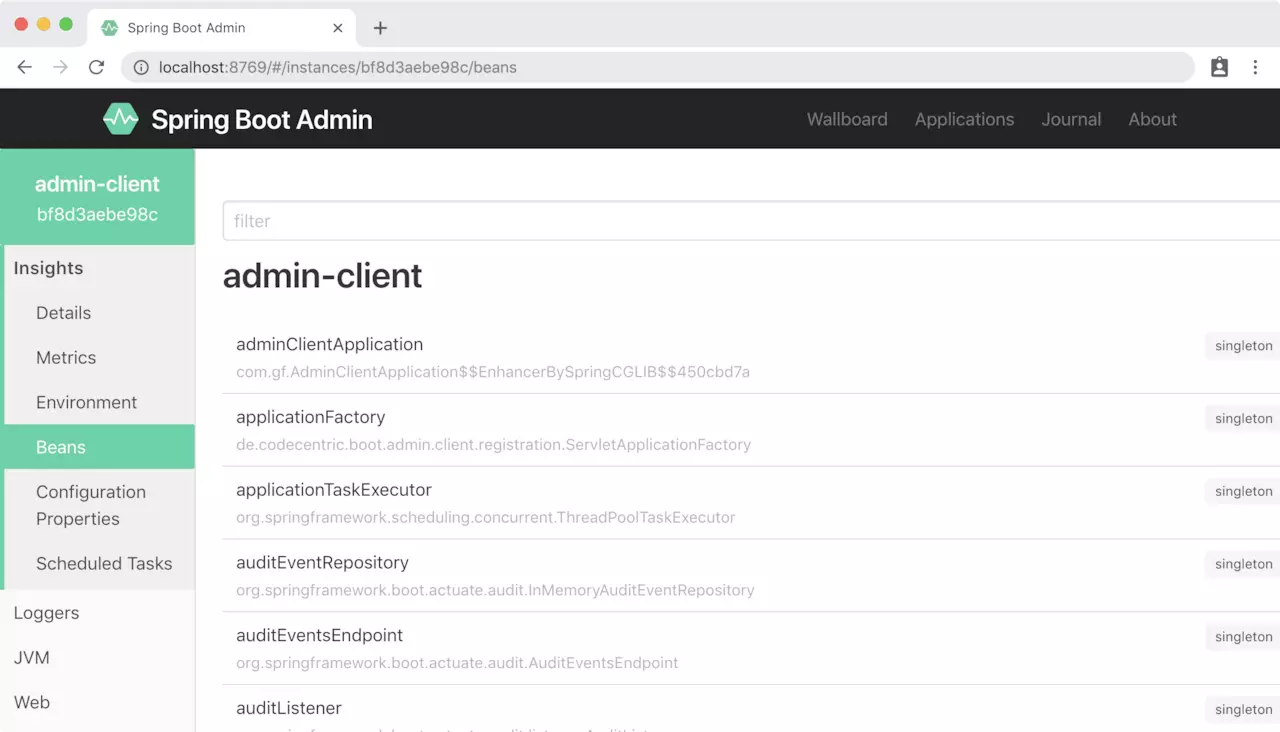 Spring Boot Admin
localhost:8769/#/instances/bf8d3aebe98c/beans
Spring Boot Admin
Wallboard Applications Journal About
admin-client
bf8d3aebe98c
Insights
Details
Metrics
Environment
Beans
Configuration
Properties
Scheduled Tasks
Loggers
JVM
Web
filter
admin-client
adminClientApplication singleton
com.gf.AdminClientApplication$$EnhancerBySpringCGLIB$$450cbd7a
applicationFactory singleton
de.codecentric.boot.admin.client.registration.ServletApplicationFactory
applicationTaskExecutor singleton
org.springframework.scheduling.concurrent.ThreadPoolTaskExecutor
auditEventRepository singleton
org.springframework.boot.actuate.audit.InMemoryAuditEventRepository
auditEventsEndpoint singleton
org.springframework.boot.actuate.audit.AuditEventsEndpoint
auditListener singleton